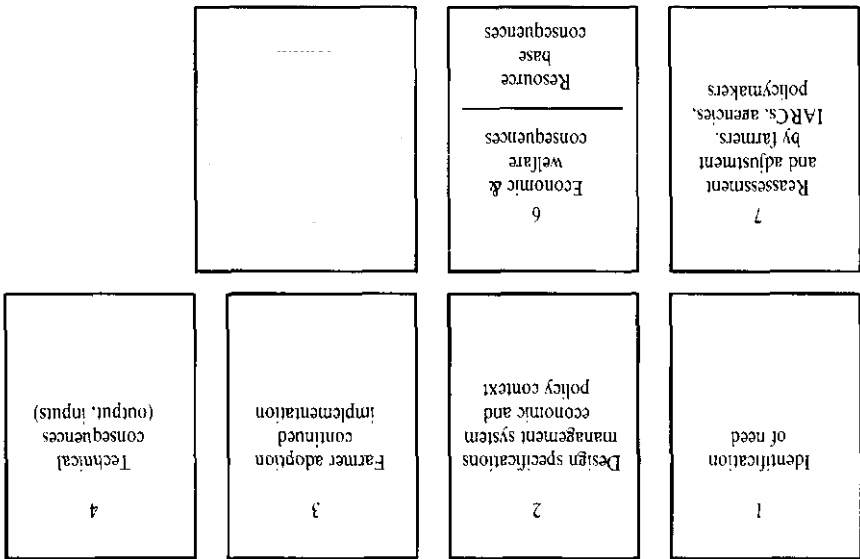 1
Identification
of need
2
Design specifications
management system
economic and
policy context
3
Farmer adoption
continued
implementation
4
Technical
consequences
(output, inputs)
7
Reassessment
and adjustment
by farmers.
IARCs, agencies,
policymakers
6
Economic &
welfare
consequences
Resource
base
consequences